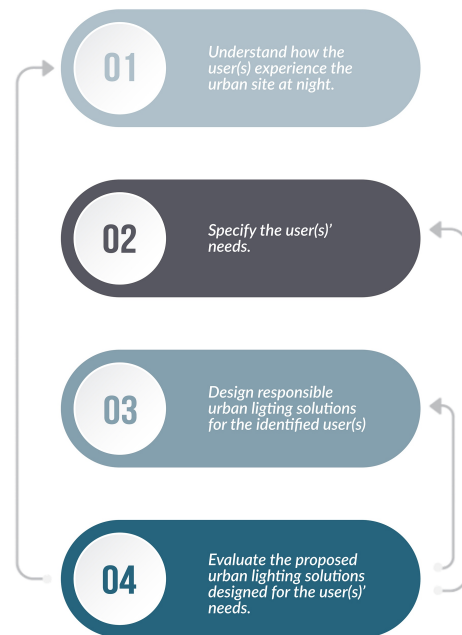 01
Understand how the
user(s) experience the
urban site at night.
02
Specify the user(s)'
needs.
03
Design responsible
urban ligting solutions
for the identified user(s)
04
Evaluate the proposed
urban lighting solutions
designed for the user(s)'
needs.